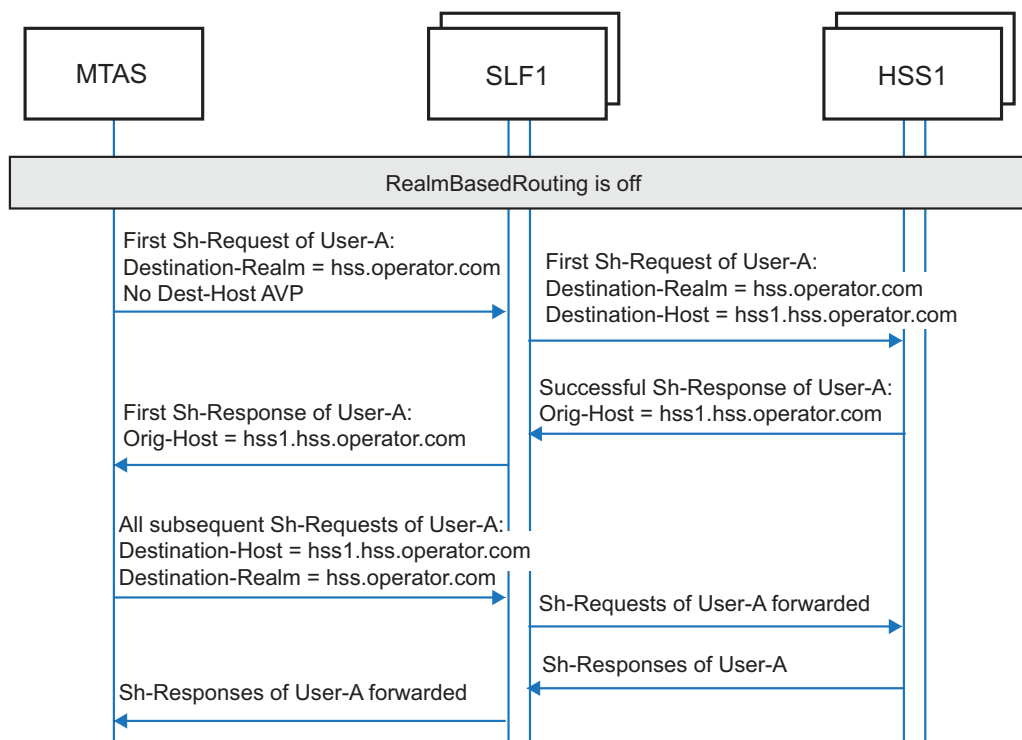 MTAS
SLF1
HSS1
RealmBasedRouting is off
First Sh-Request of User-A:
Destination-Realm = hss.operator.com
No Dest-Host AVP
First Sh-Request of User-A:
Destination-Realm = hss.operator.com
Destination-Host = hss1.hss.operator.com
Successful Sh-Response of User-A:
Orig-Host = hss1.hss.operator.com
First Sh-Response of User-A:
Orig-Host = hss1.hss.operator.com
All subsequent Sh-Requests of User-A:
Destination-Host = hss1.hss.operator.com
Destination-Realm = hss.operator.com
Sh-Requests of User-A forwarded
Sh-Responses of User-A
Sh-Responses of User-A forwarded